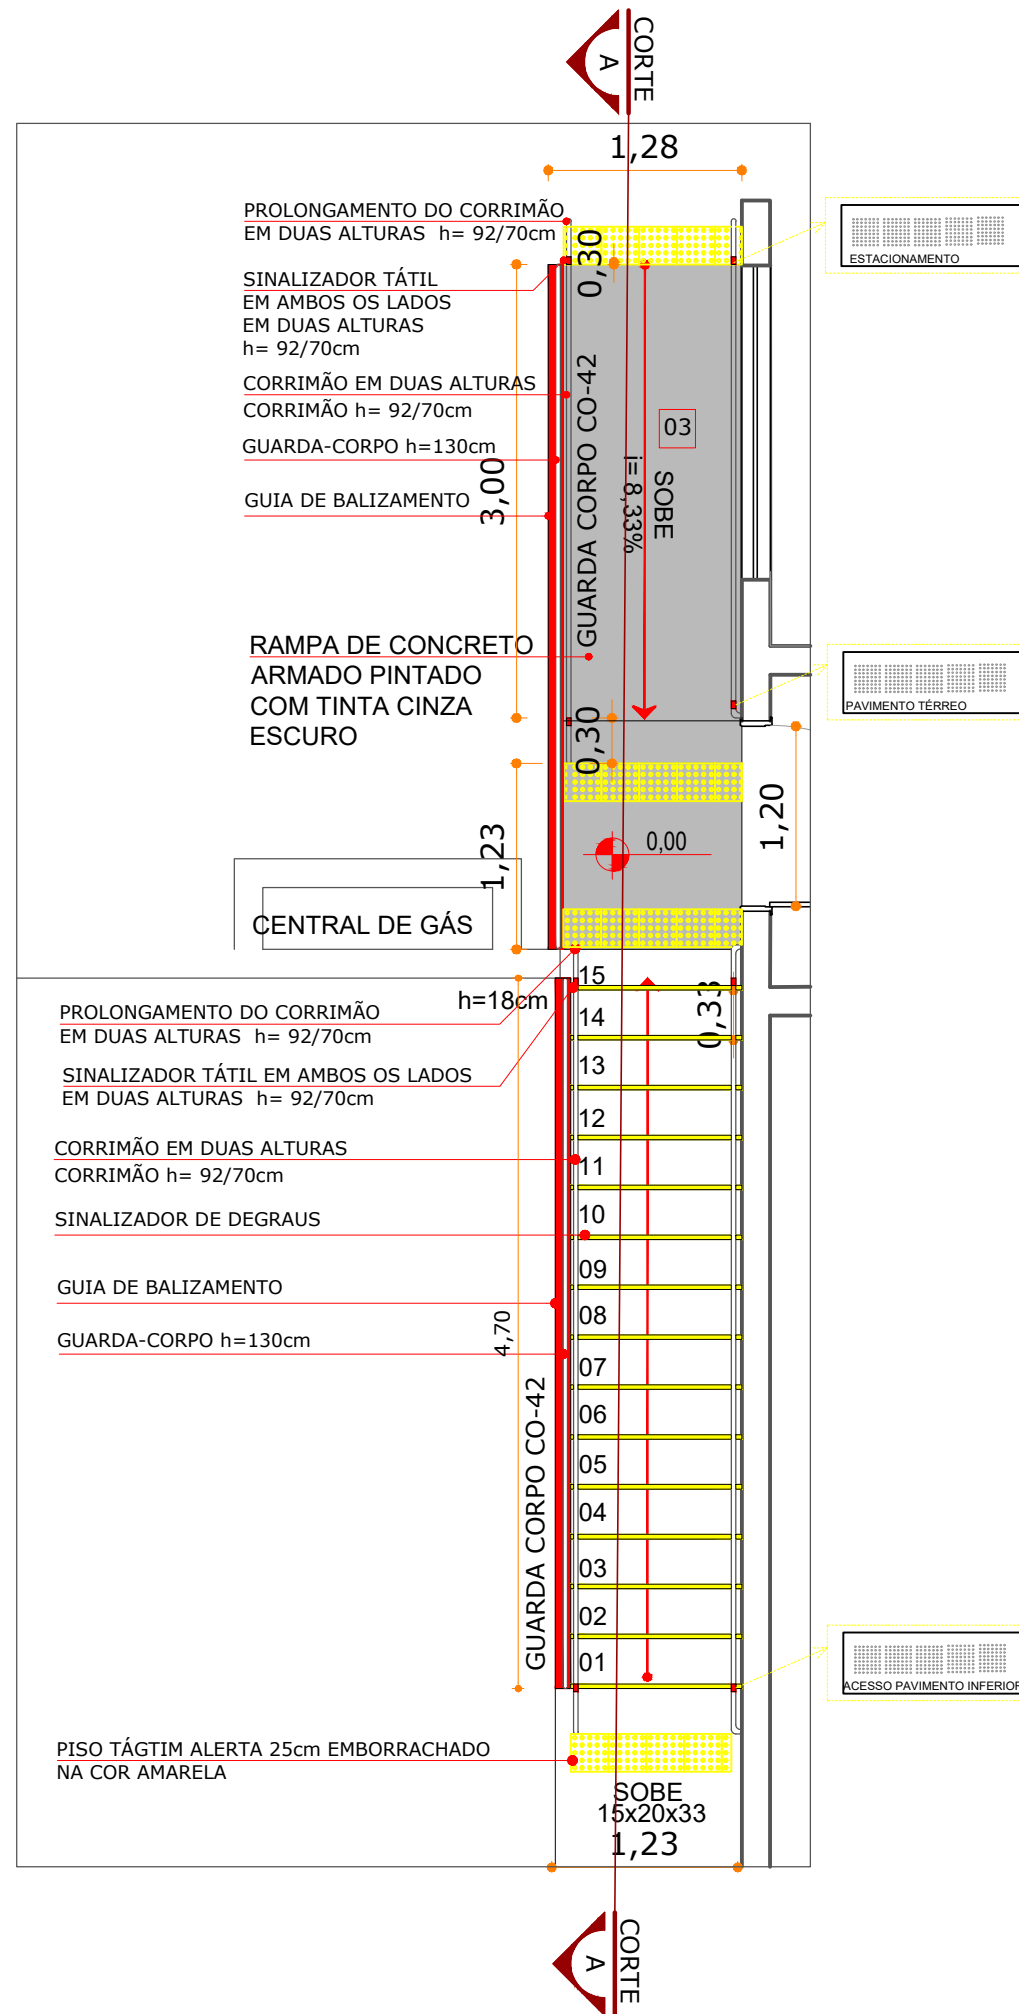 CORTE
A
1,28
PROLONGAMENTO DO CORRIMÃO
EM DUAS ALTURAS h= 92/70cm
0,30
ESTACIONAMENTO
SINALIZADOR TÁTIL
EM AMBOS OS LADOS
EM DUAS ALTURAS
h= 92/70cm
CORRIMÃO EM DUAS ALTURAS
CORRIMÃO h= 92/70cm
GUARDA-CORPO h=130cm
GUIA DE BALIZAMENTO
3,00
GUARDA CORPO CO-42
03
SOBE
i= 8,33%
RAMPA DE CONCRETO
ARMADO PINTADO
COM TINTA CINZA
ESCURO
PAVIMENTO TÉRREO
0,30
1,20
1,23
0,00
CENTRAL DE GÁS
15
h=18cm
0,33
PROLONGAMENTO DO CORRIMÃO
EM DUAS ALTURAS h= 92/70cm
14
SINALIZADOR TÁTIL EM AMBOS OS LADOS
EM DUAS ALTURAS h= 92/70cm
13
12
CORRIMÃO EM DUAS ALTURAS
CORRIMÃO h= 92/70cm
11
SINALIZADOR DE DEGRAUS
10
09
GUIA DE BALIZAMENTO
08
GUARDA-CORPO h=130cm
4,70
07
06
GUARDA CORPO CO-42
05
04
03
02
01
ACESSO PAVIMENTO INFERIOR
PISO TÁGTIM ALERTA 25cm EMBORRACHADO
NA COR AMARELA
SOBE
15x20x33
1,23
CORTE
A